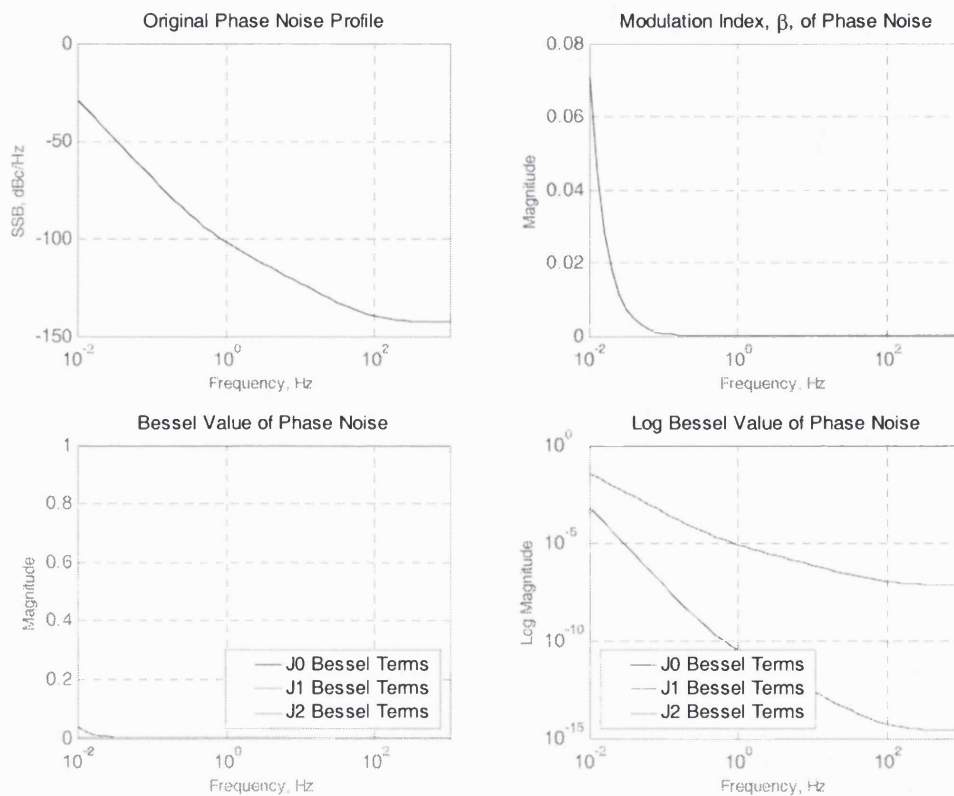 Original Phase Noise Profile
0
-50
-100
-150
SSB, dBc/Hz
10^-2
10^0
10^2
Frequency, Hz
Modulation Index, β, of Phase Noise
0.08
0.06
0.04
0.02
0
Magnitude
10^-2
10^0
10^2
Frequency, Hz
Bessel Value of Phase Noise
1
0.8
0.6
0.4
0.2
0
Magnitude
J0 Bessel Terms
J1 Bessel Terms
J2 Bessel Terms
10^-2
10^0
10^2
Frequency, Hz
Log Bessel Value of Phase Noise
10^0
10^-5
10^-10
10^-15
Log Magnitude
J0 Bessel Terms
J1 Bessel Terms
J2 Bessel Terms
10^-2
10^0
10^2
Frequency, Hz